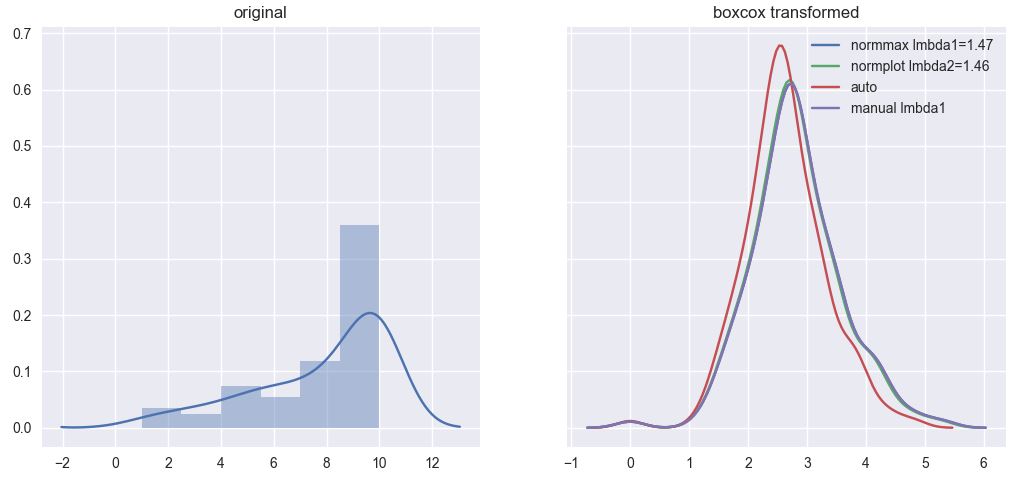 original
boxcox transformed
0.7
0.6
0.5
0.4
0.3
0.2
0.1
0.0
−2 0 2 4 6 8 10 12
normmax lmbda1=1.47
normplot lmbda2=1.46
auto
manual lmbda1
−1 0 1 2 3 4 5 6